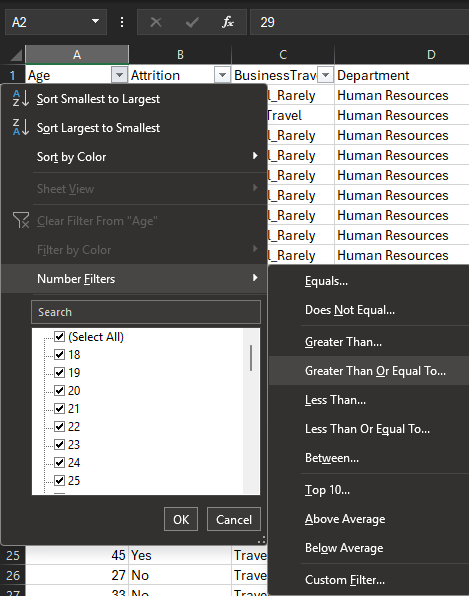 A2 29
A B C D
1 Age Attrition BusinessTrav Department
Sort Smallest to Largest l_Rarely Human Resources
Travel Human Resources
Sort Largest to Smallest l_Rarely Human Resources
Sort by Color l_Rarely Human Resources
l_Rarely Human Resources
Sheet View l_Rarely Human Resources
Clear Filter From "Age" l_Rarely Human Resources
l_Rarely Human Resources
Filter by Color l_Rarely Human Resources
Number Filters
Equals...
Does Not Equal...
Greater Than...
Greater Than Or Equal To...
Less Than...
Less Than Or Equal To...
Between...
Top 10...
Above Average
Below Average
Custom Filter...
Search
(Select All)
18
19
20
21
22
23
24
25
OK Cancel
25 45 Yes Trave
26 27 No Trave
27 33 No Trave